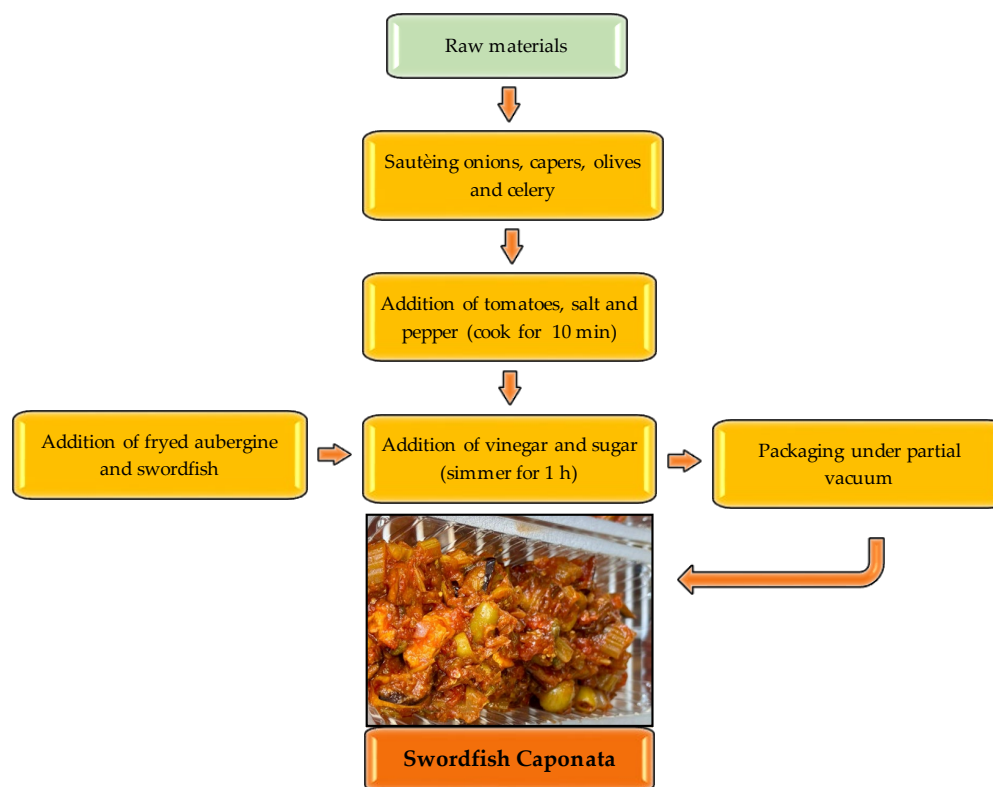 Raw materials
Sautèing onions, capers, olives
and celery
Addition of tomatoes, salt and
pepper (cook for 10 min)
Addition of fryed aubergine
and swordfish
Addition of vinegar and sugar
(simmer for 1 h)
Packaging under partial
vacuum
Swordfish Caponata